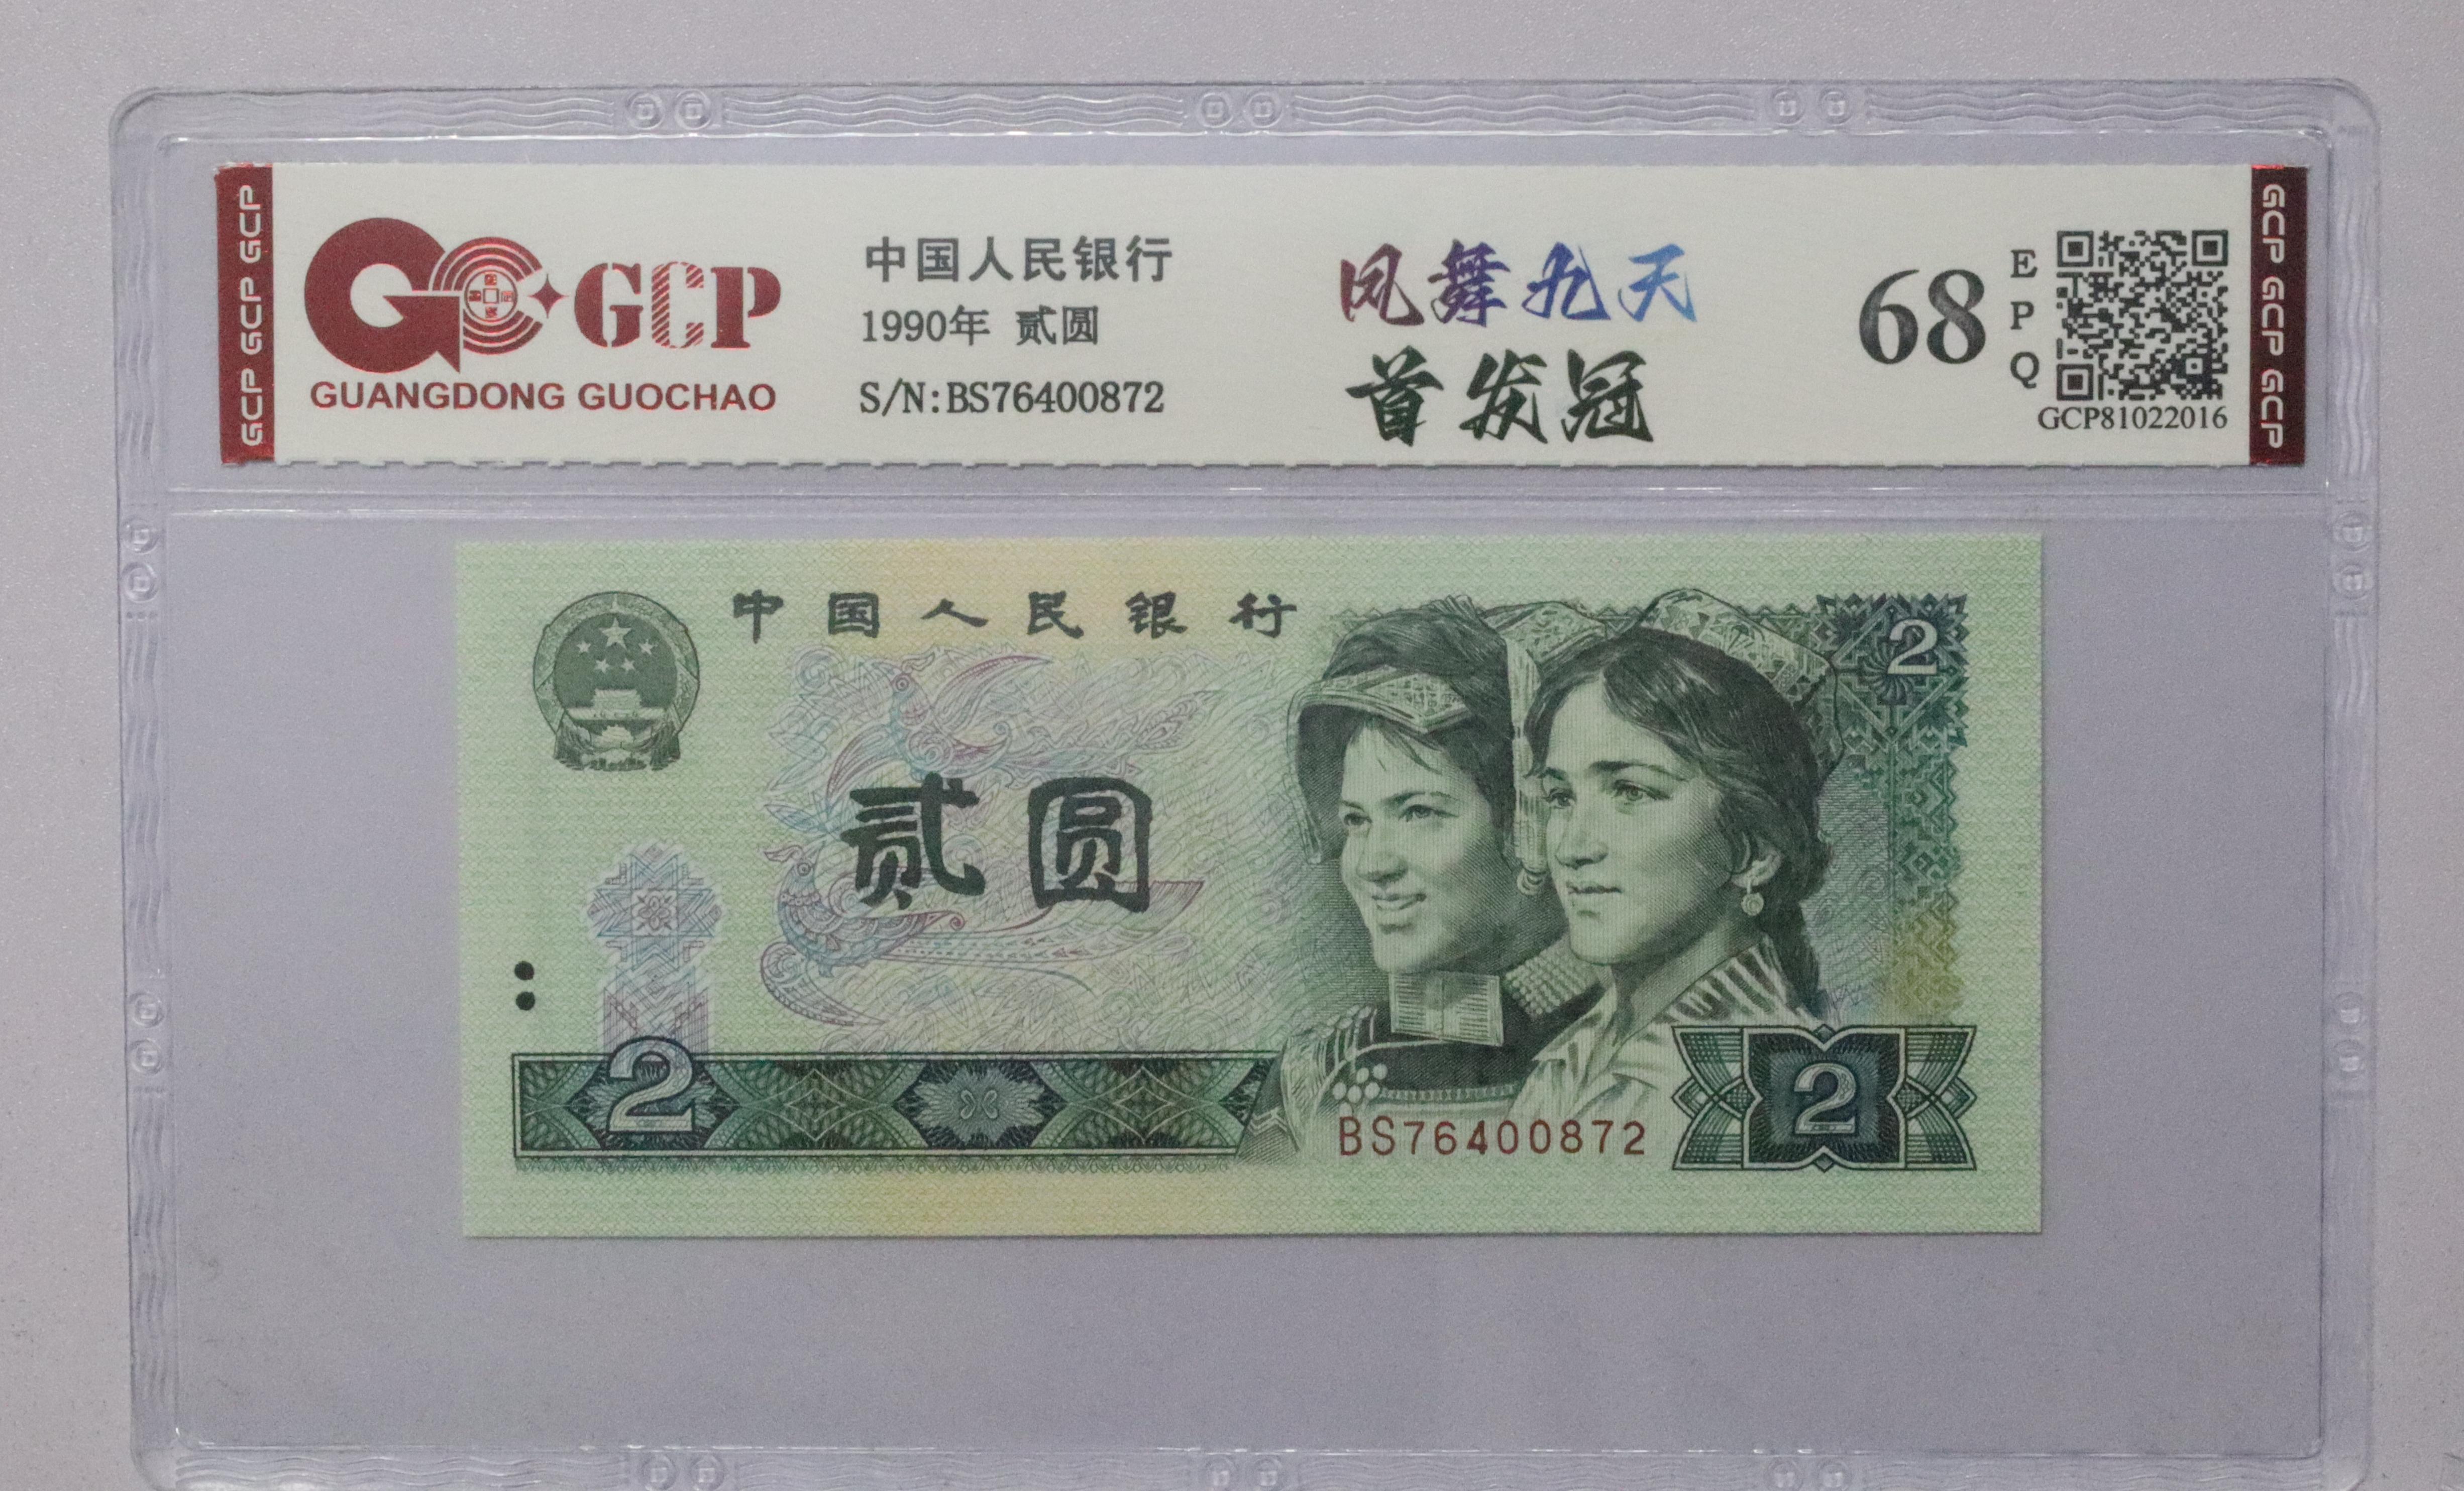 GCP GCP GCP
GCP
GUANGDONG GUOCHAO
中国人民银行
1990年 贰圆
S/N:BS76400872
凤舞九天
首发冠
68
E
P
Q
GCP81022016
GCP GCP GCP
中国人民银行
2
贰圆
2
2
BS76400872